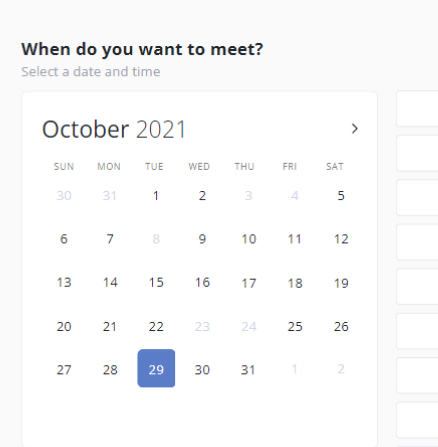 When do you want to meet?
Select a date and time
October 2021 >
SUN MON TUE WED THU FRI SAT
30 31 1 2 3 4 5
6 7 8 9 10 11 12
13 14 15 16 17 18 19
20 21 22 23 24 25 26
27 28 29 30 31 1 2